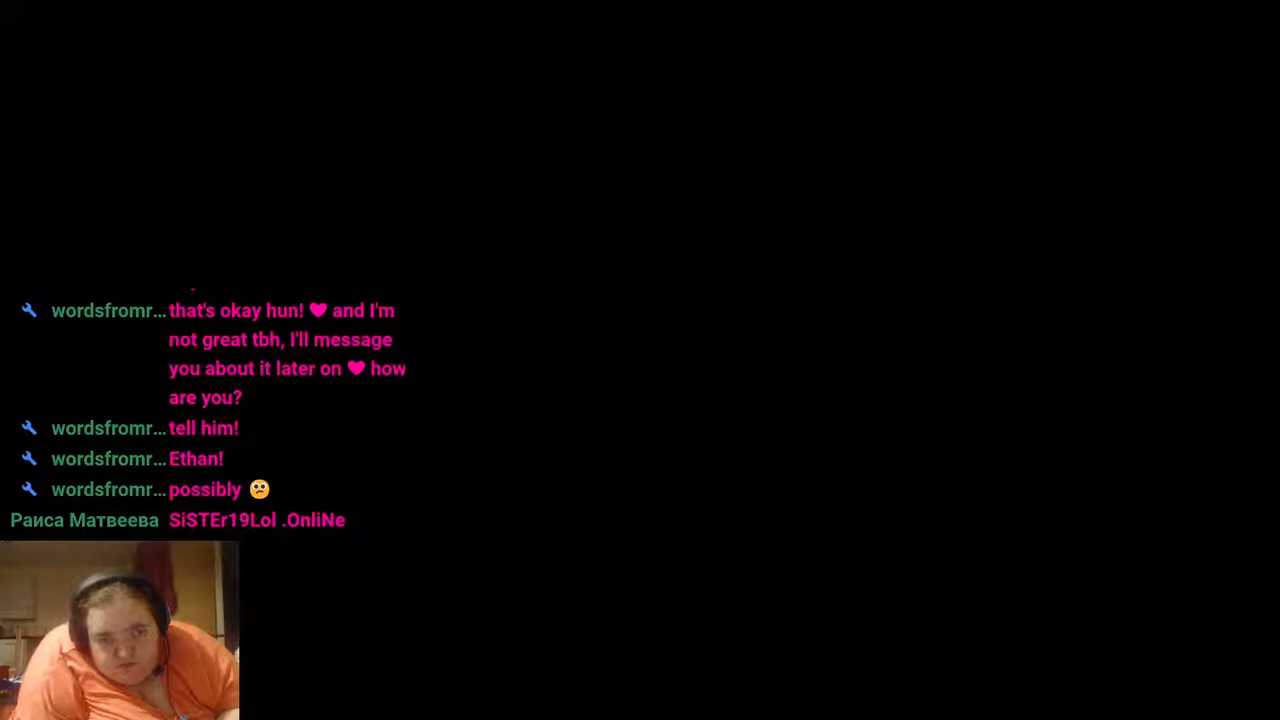 wordsfromr... that's okay hun! ♥ and I'm
not great tbh, I'll message
you about it later on ♥ how
are you?
wordsfromr... tell him!
wordsfromr... Ethan!
wordsfromr... possibly 😕
Раиса Матвеева SiSTEr19Lol .OnliNe